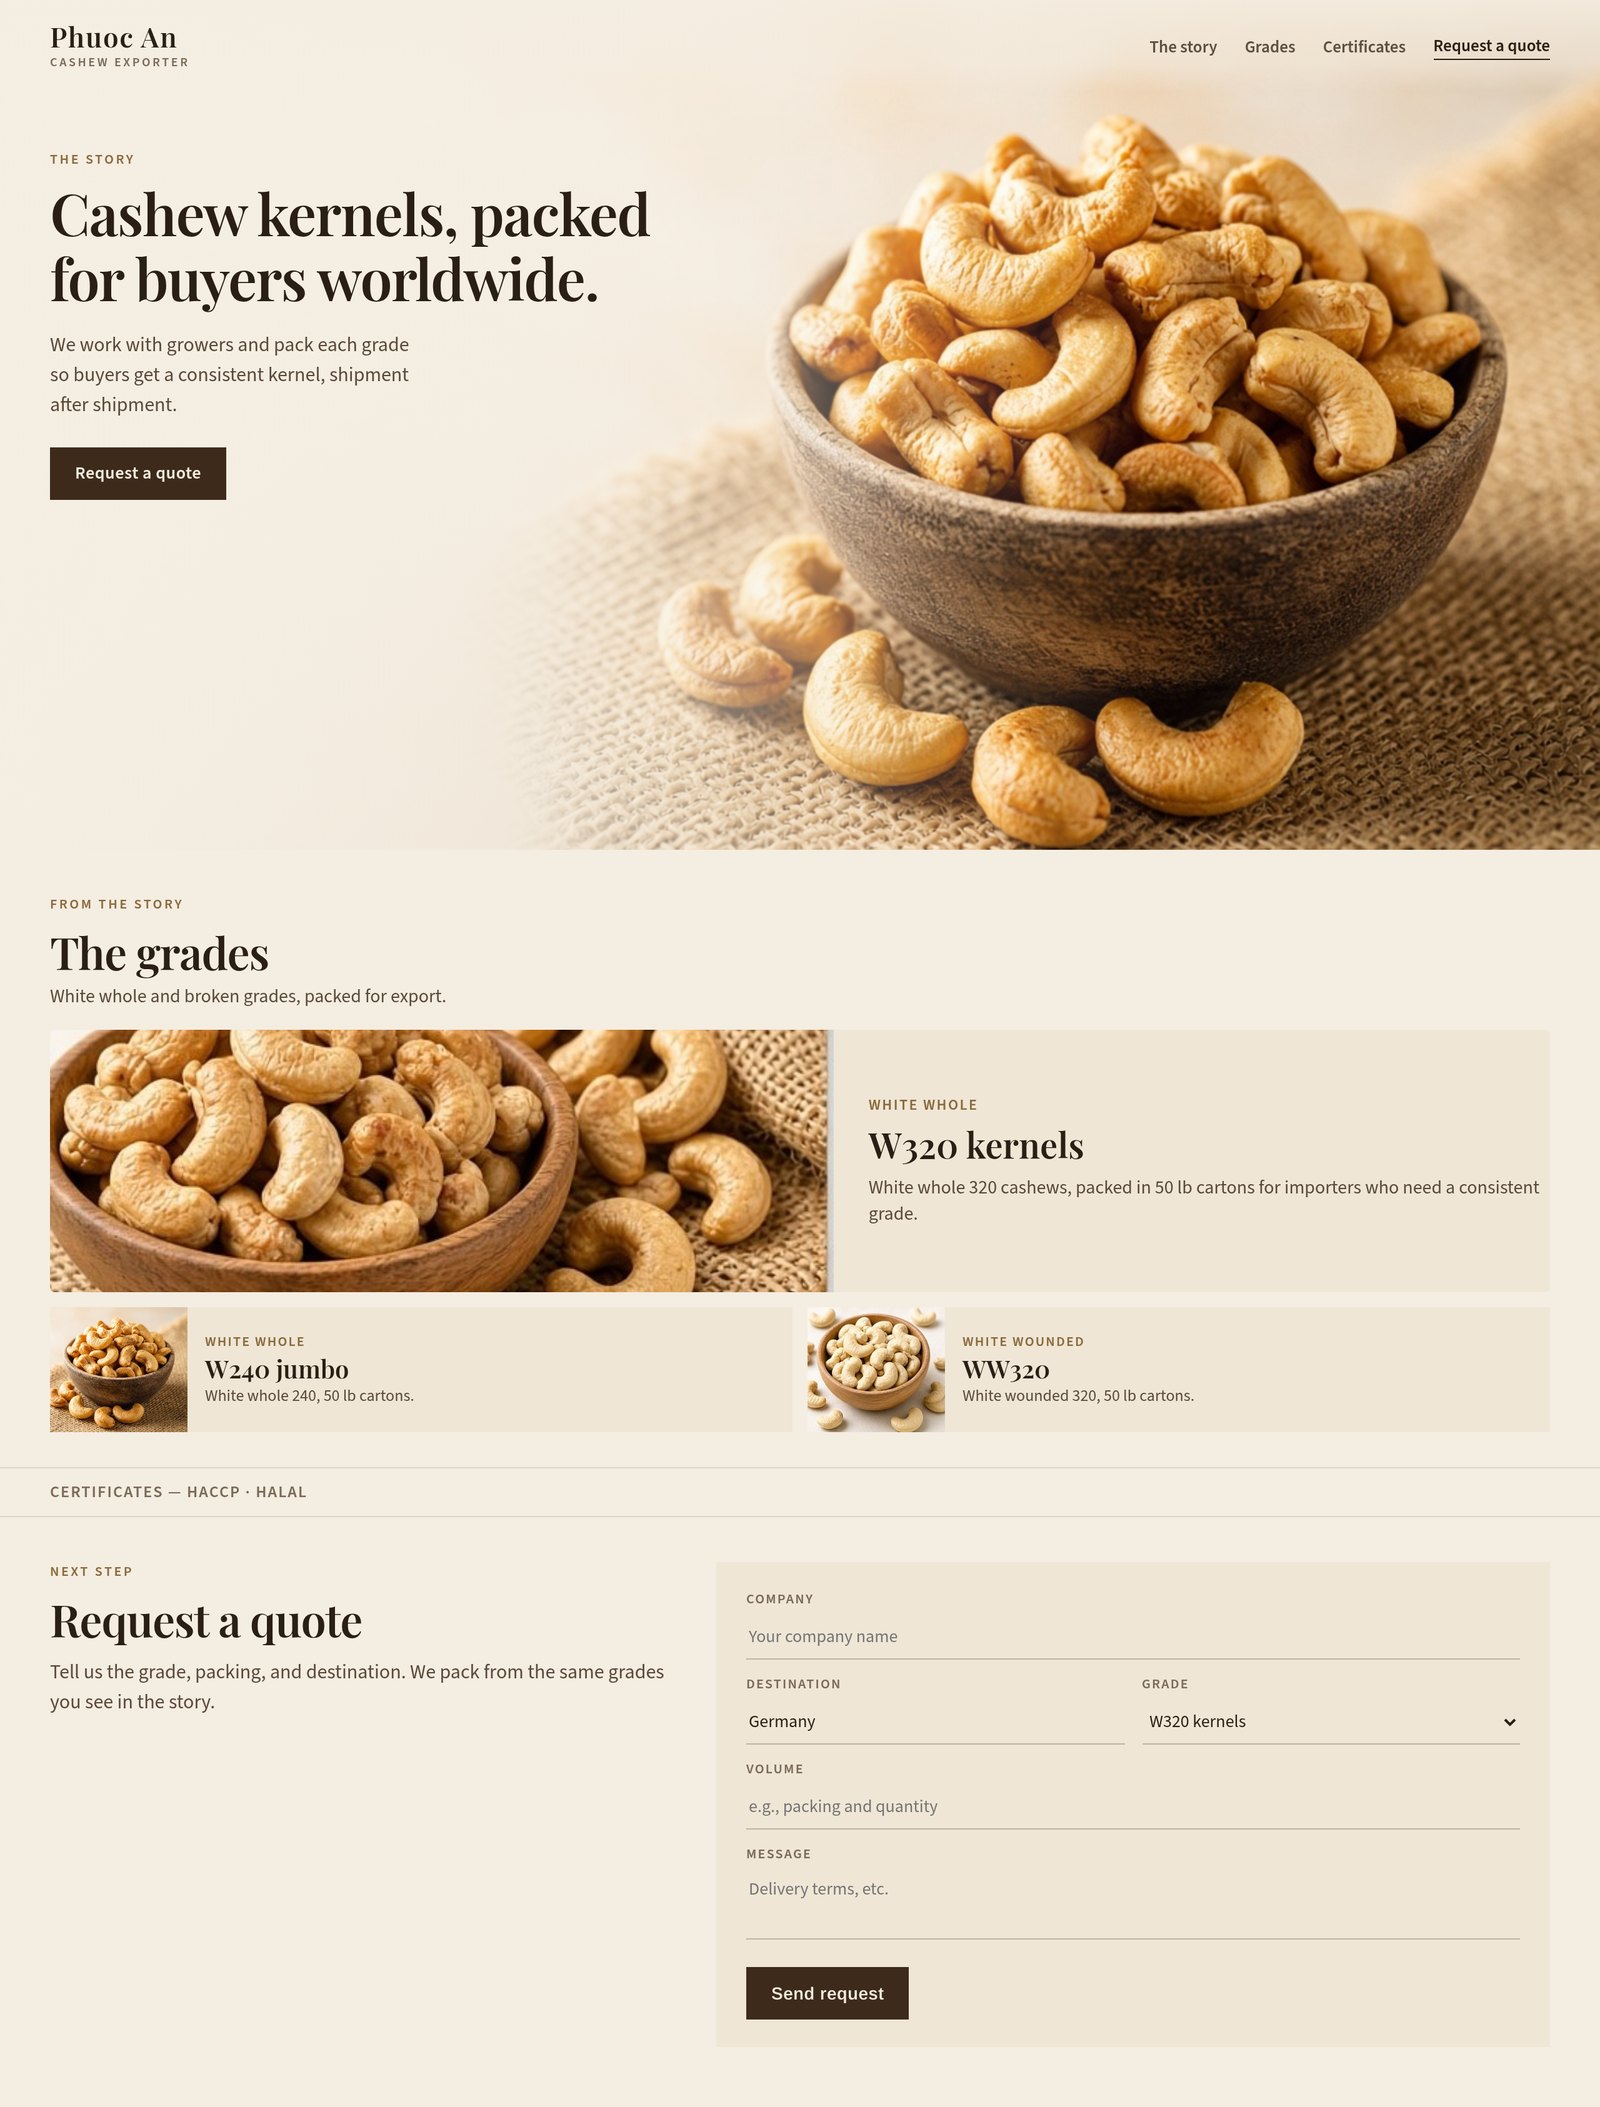 Phuoc An
CASHEW EXPORTER
The story
Grades
Certificates
Request a quote
THE STORY
Cashew kernels, packed
for buyers worldwide.
We work with growers and pack each grade
so buyers get a consistent kernel, shipment
after shipment.
Request a quote
FROM THE STORY
The grades
White whole and broken grades, packed for export.
WHITE WHOLE
W320 kernels
White whole 320 cashews, packed in 50 lb cartons for importers who need a consistent
grade.
WHITE WHOLE
W240 jumbo
White whole 240, 50 lb cartons.
WHITE WOUNDED
WW320
White wounded 320, 50 lb cartons.
CERTIFICATES — HACCP · HALAL
NEXT STEP
Request a quote
Tell us the grade, packing, and destination. We pack from the same grades
you see in the story.
COMPANY
Your company name
DESTINATION
Germany
GRADE
W320 kernels
VOLUME
e.g., packing and quantity
MESSAGE
Delivery terms, etc.
Send request